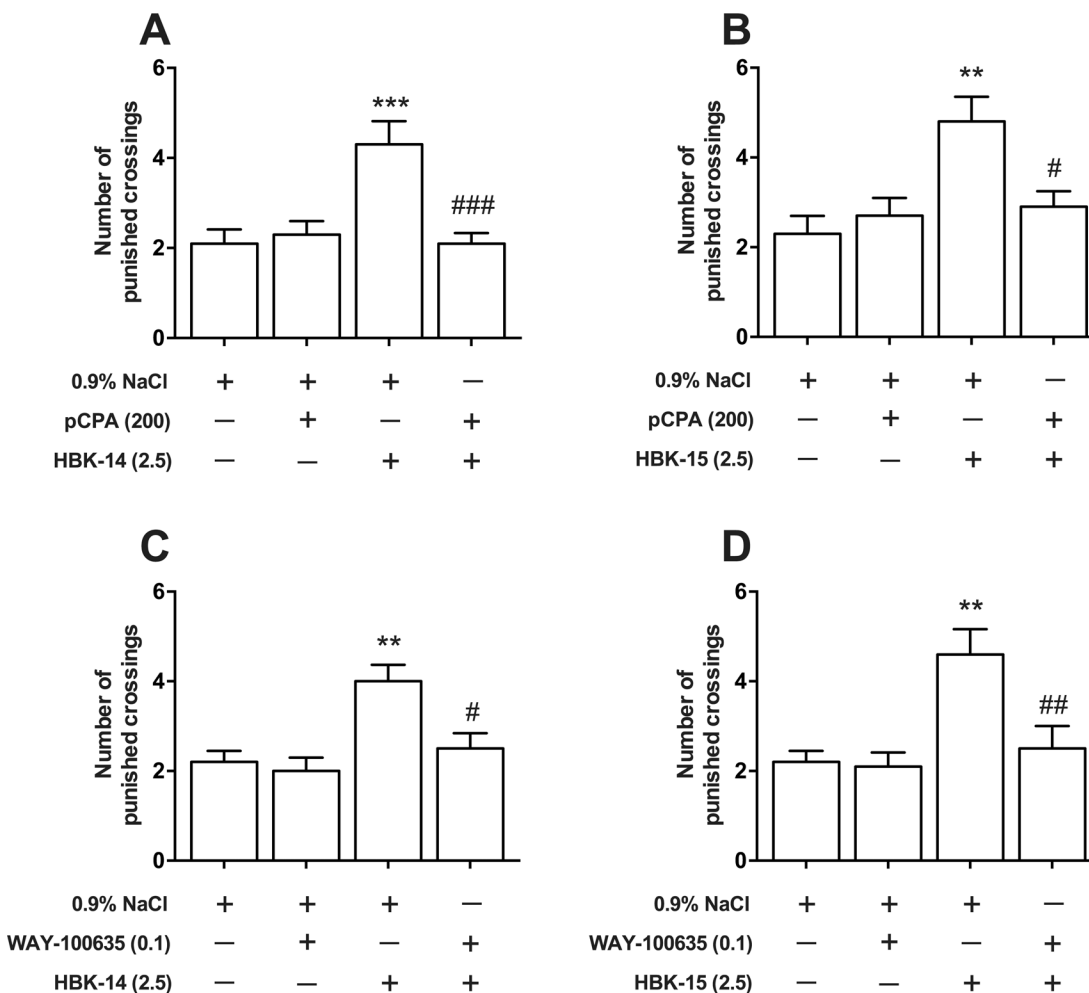 A
Number of
punished crossings
6
4
2
0
***
###
0.9% NaCl + + + —
pCPA (200) — + — +
HBK-14 (2.5) — — + +
B
Number of
punished crossings
6
4
2
0
**
#
0.9% NaCl + + + —
pCPA (200) — + — +
HBK-15 (2.5) — — + +
C
Number of
punished crossings
6
4
2
0
**
#
0.9% NaCl + + + —
WAY-100635 (0.1) — + — +
HBK-14 (2.5) — — + +
D
Number of
punished crossings
6
4
2
0
**
##
0.9% NaCl + + + —
WAY-100635 (0.1) — + — +
HBK-15 (2.5) — — + +